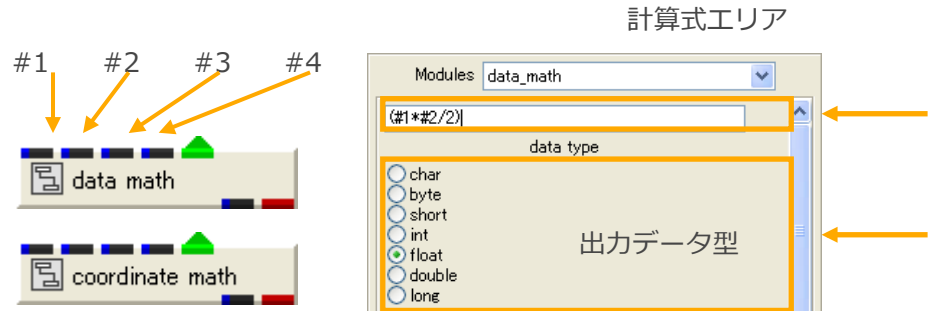 計算式エリア
#1 #2 #3 #4
data math
coordinate math
Modules data_math
(#1*#2/2)
data type
char
byte
short
int
float
double
long
出力データ型